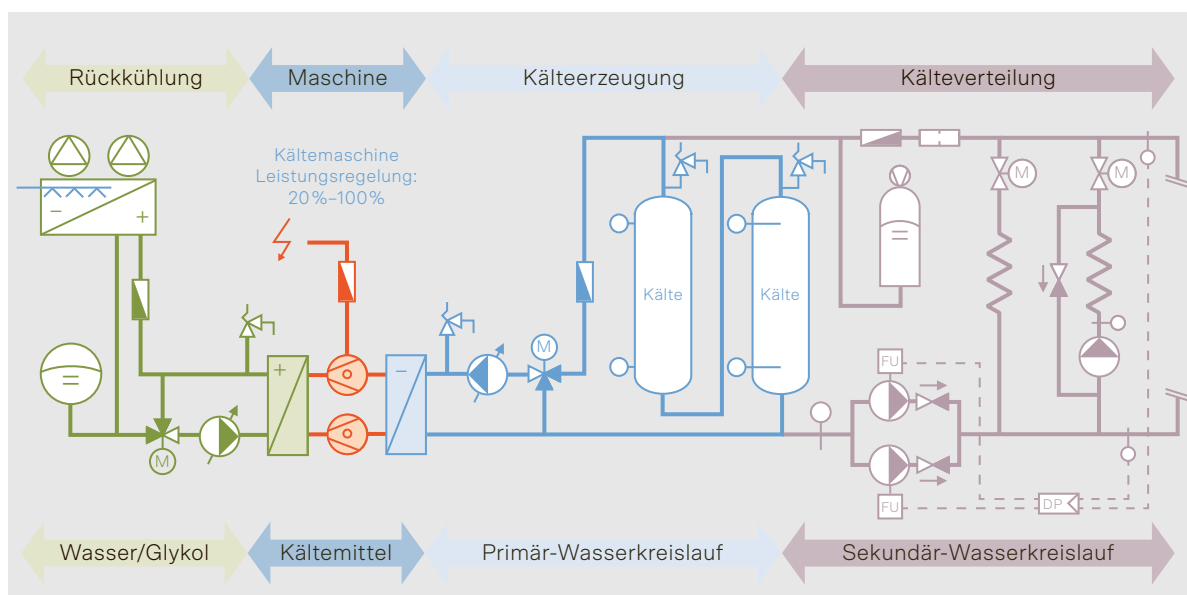 Rückkühlung
Maschine
Kälteerzeugung
Kälteverteilung
Kältemaschine
Leistungsregelung:
20%–100%
M
M
–
+
Kälte
Kälte
+
–
M
FU
M
FU
DP
Wasser/Glykol
Kältemittel
Primär-Wasserkreislauf
Sekundär-Wasserkreislauf